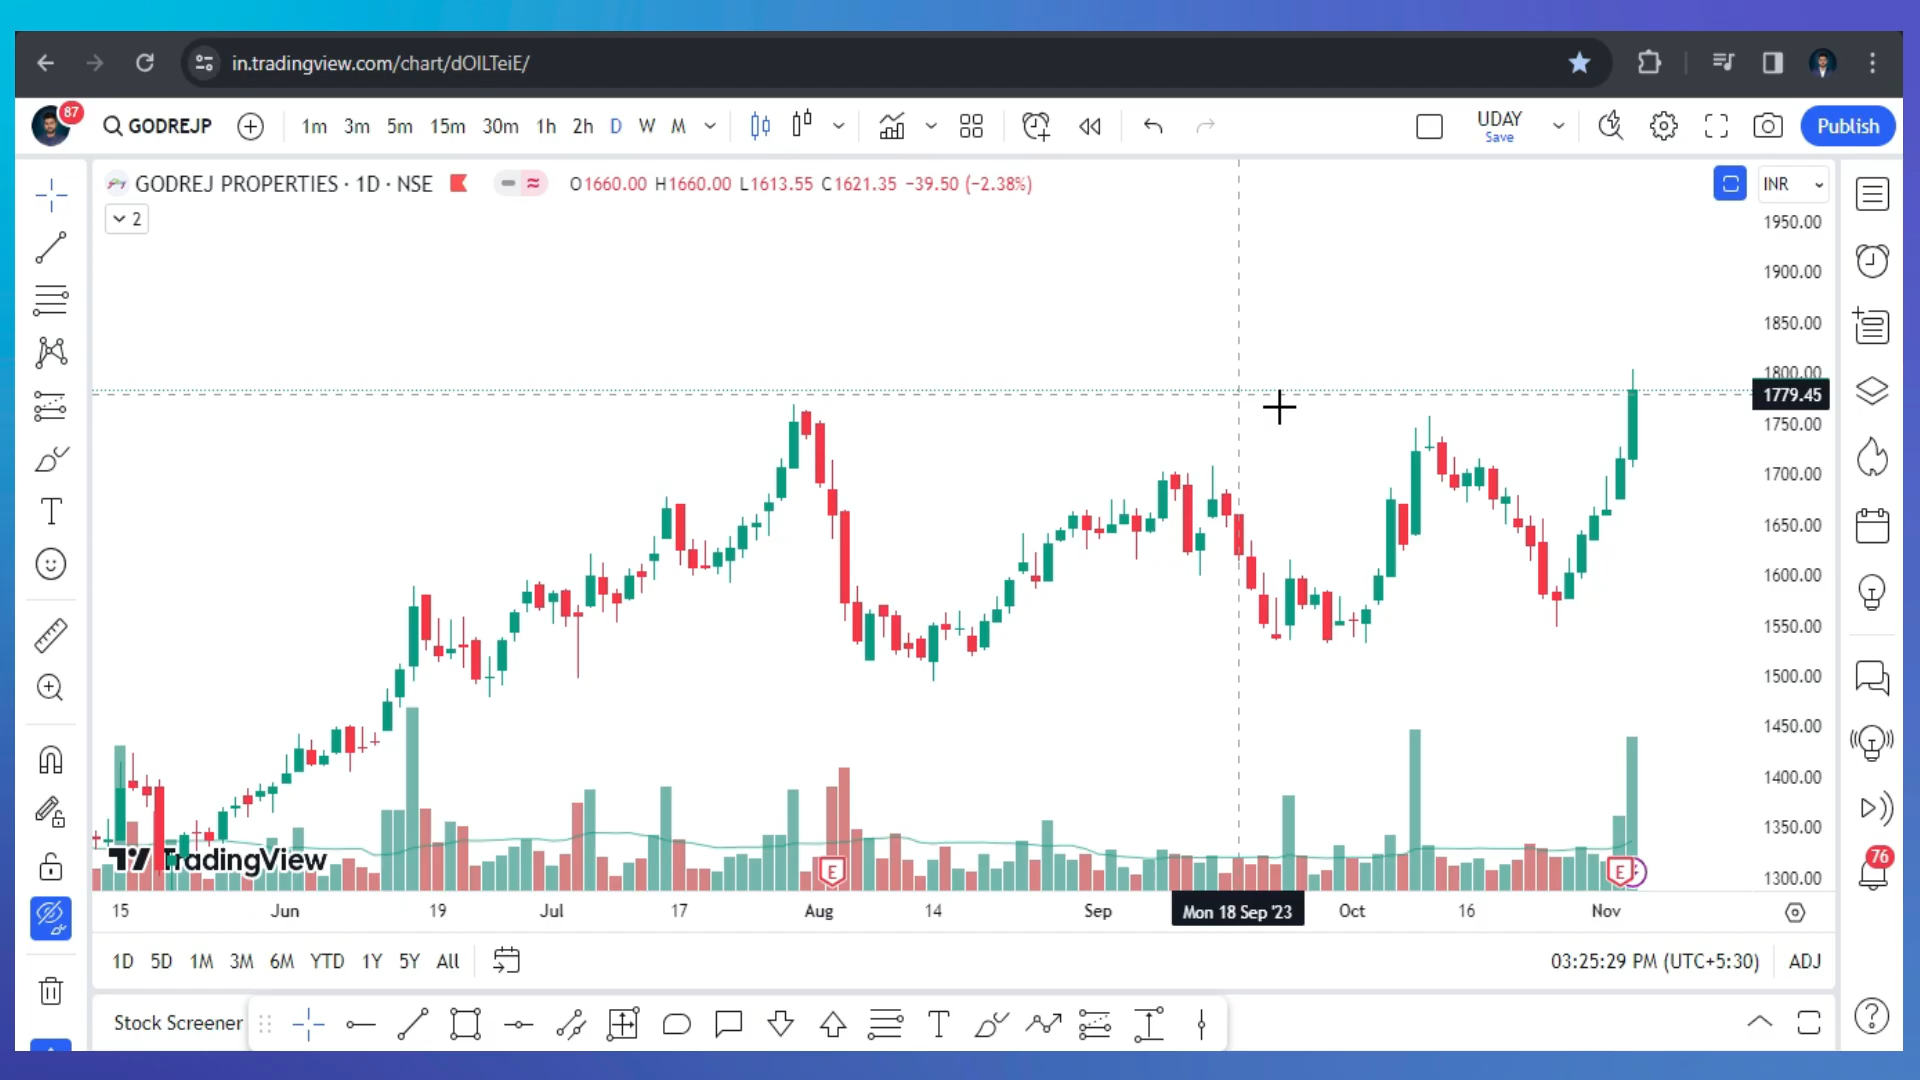 in.tradingview.com/chart/dOILTeiE/
87
GODREJP
1m 3m 5m 15m 30m 1h 2h D W M
UDAY
Save
Publish
GODREJ PROPERTIES · 1D · NSE
O1660.00 H1660.00 L1613.55 C1621.35 −39.50 (−2.38%)
INR
2
1950.00
1900.00
1850.00
1800.00
1779.45
1750.00
1700.00
1650.00
1600.00
1550.00
1500.00
1450.00
1400.00
1350.00
1300.00
TradingView
E
E
76
15 Jun 19 Jul 17 Aug 14 Sep Mon 18 Sep '23 Oct 16 Nov
1D 5D 1M 3M 6M YTD 1Y 5Y All
03:25:29 PM (UTC+5:30)
ADJ
Stock Screener